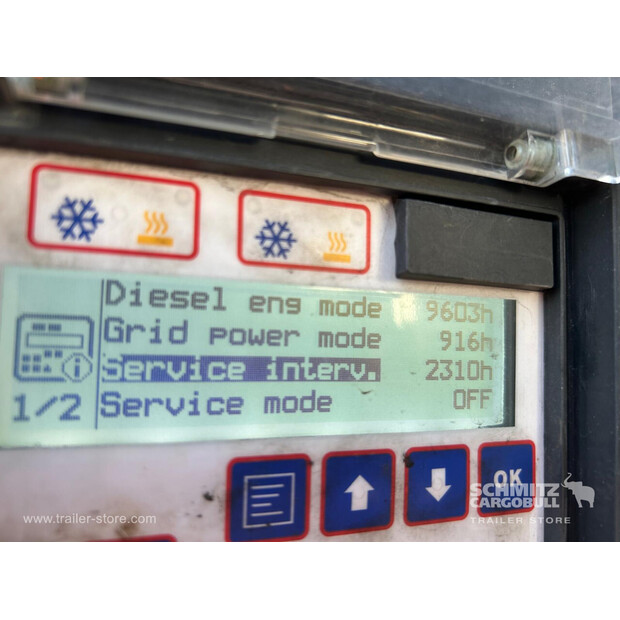 Diesel eng mode 9603h
Grid power mode 916h
Service interv. 2310h
1/2 Service mode OFF
OK
SCHMITZ
CARGOBULL
TRAILER STORE
www.trailer-store.com